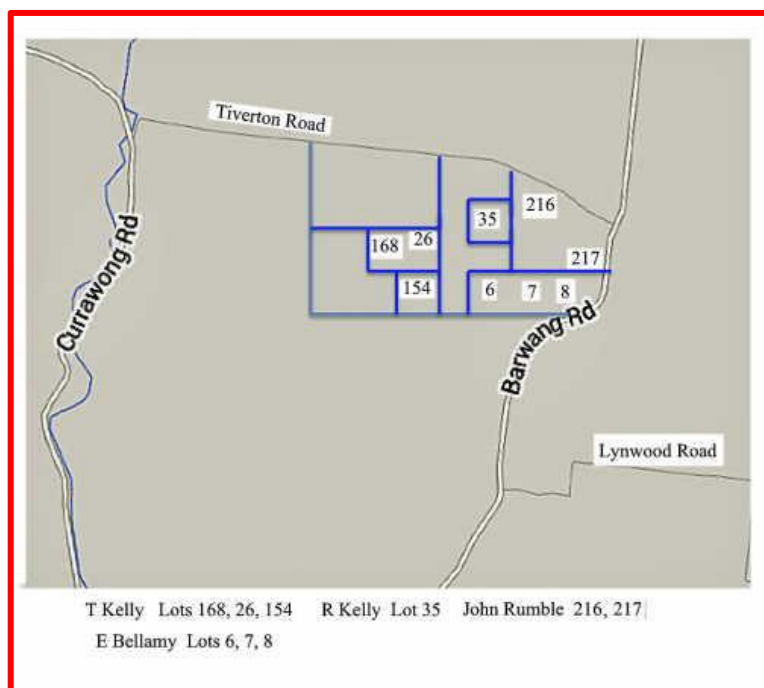 Tiverton Road
216
35
26
168
Currawong Rd
217
154
6
7
8
Barwang Rd
Lynwood Road
T Kelly Lots 168, 26, 154 R Kelly Lot 35 John Rumble 216, 217
E Bellamy Lots 6, 7, 8